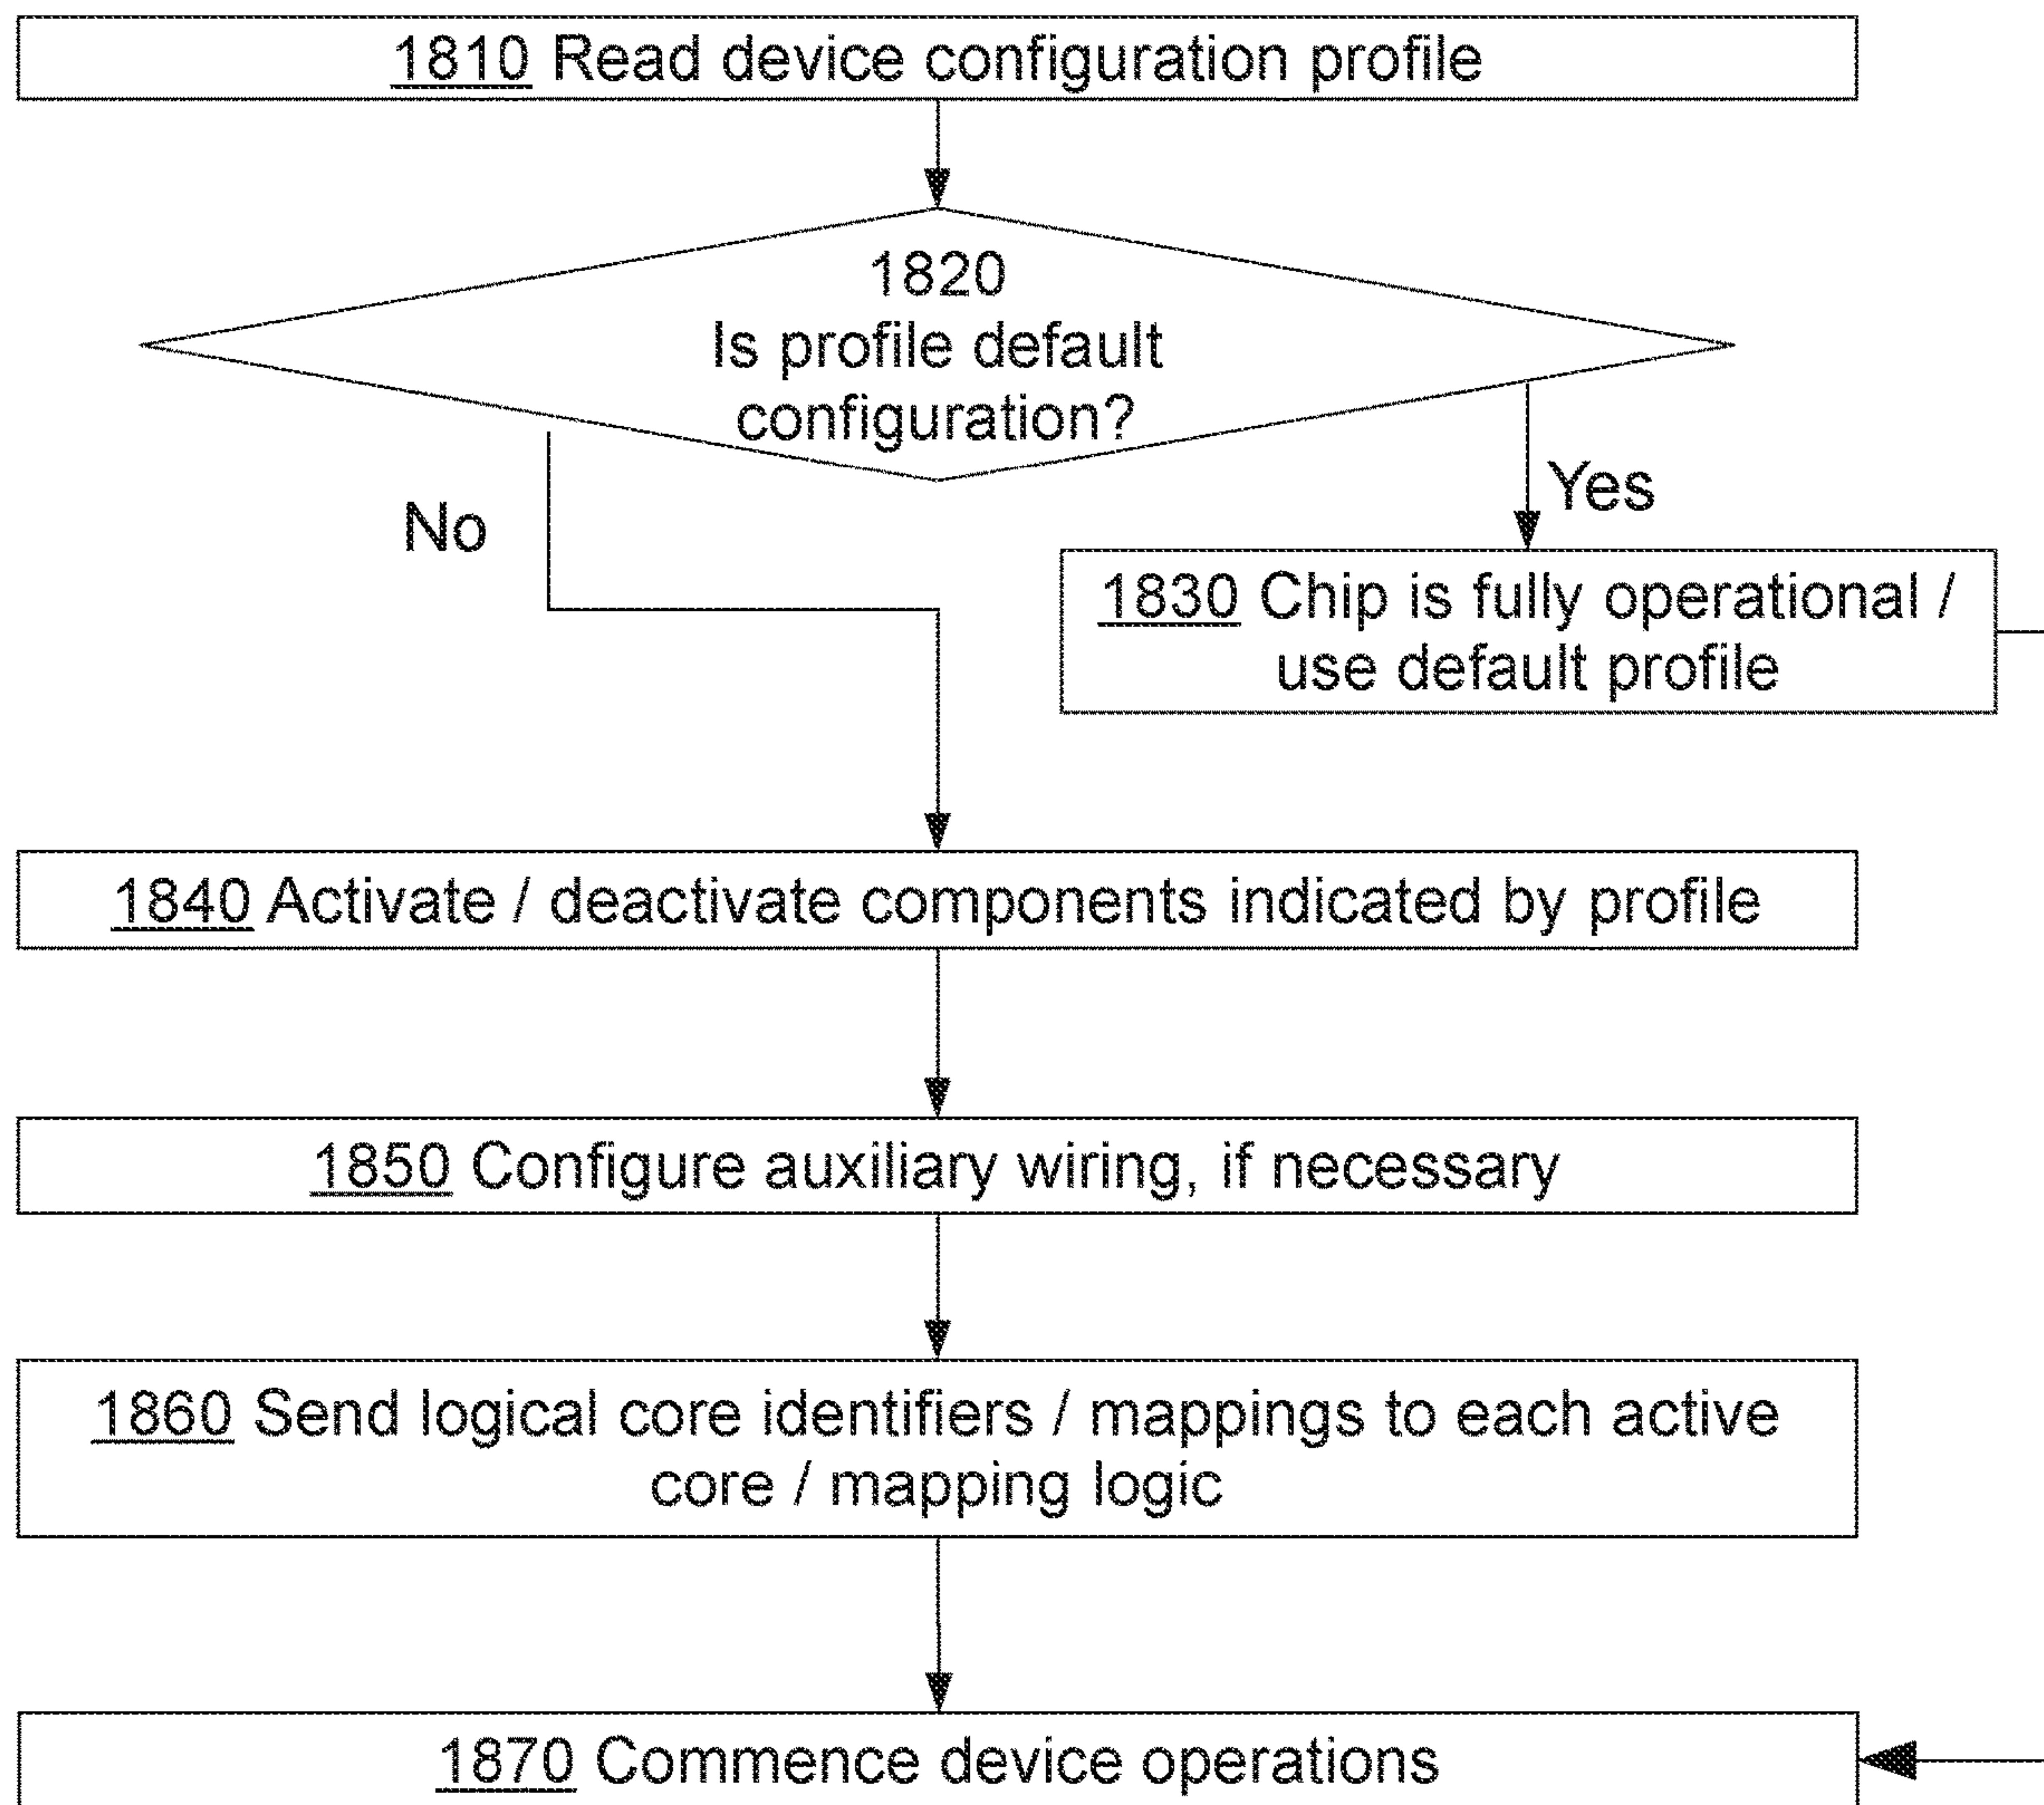 1810 Read device configuration profile
1820
Is profile default
configuration?
No
Yes
1830 Chip is fully operational /
use default profile
1840 Activate / deactivate components indicated by profile
1850 Configure auxiliary wiring, if necessary
1860 Send logical core identifiers / mappings to each active
core / mapping logic
1870 Commence device operations